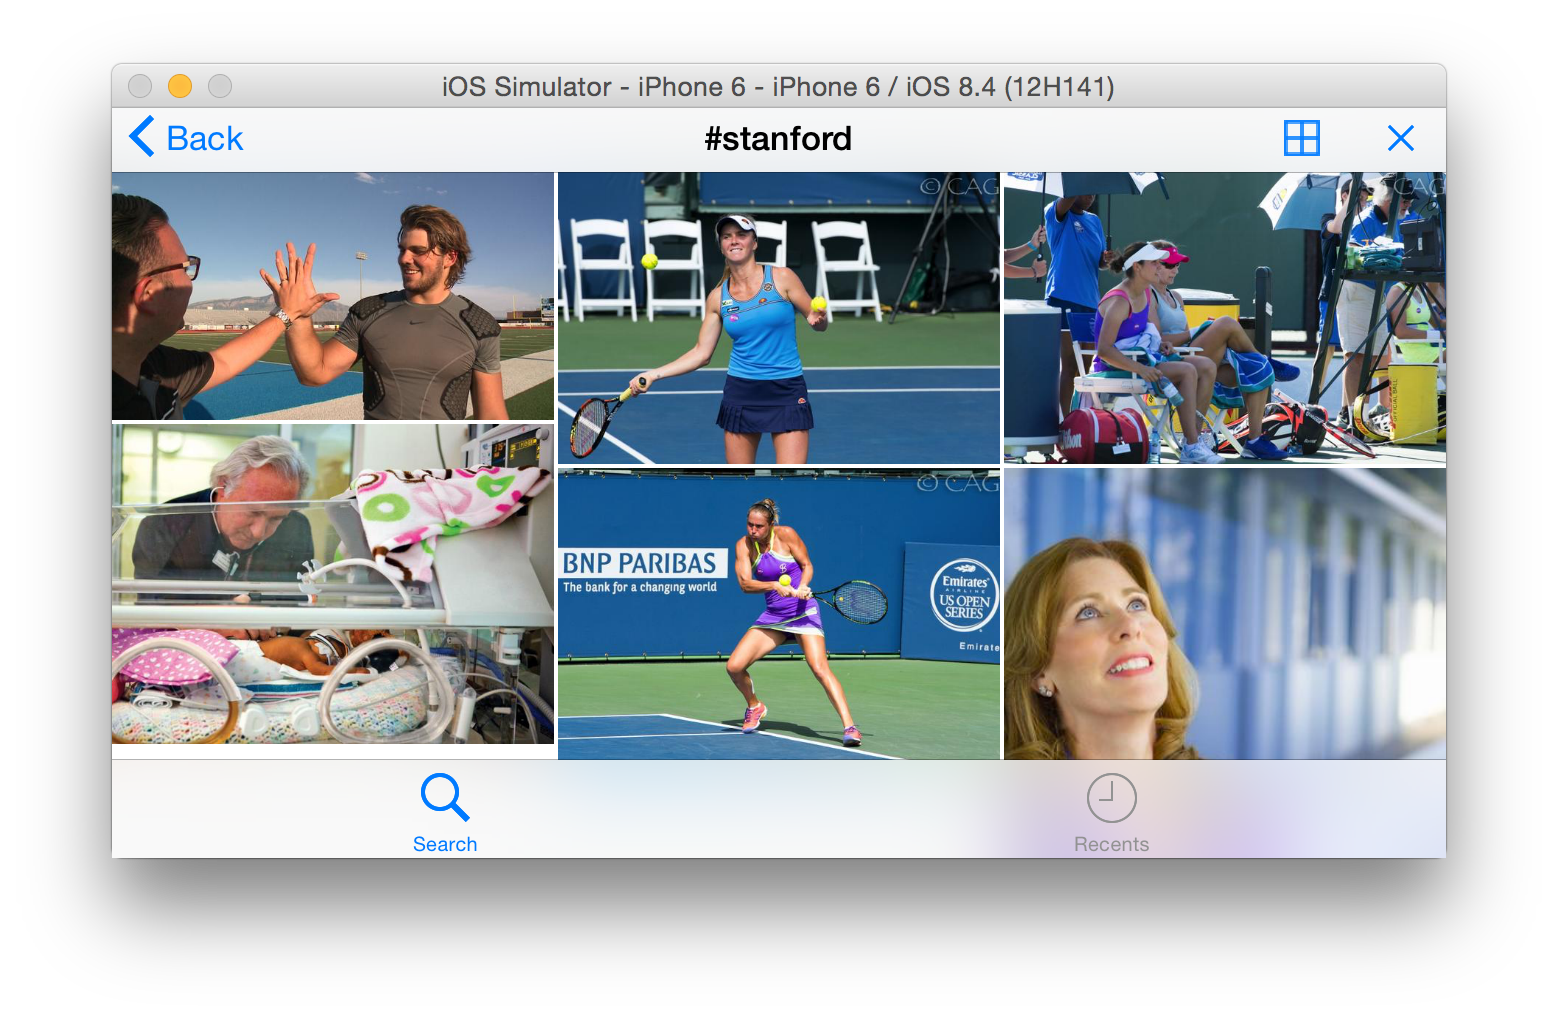 iOS Simulator - iPhone 6 - iPhone 6 / iOS 8.4 (12H141)
Back
#stanford
© CAG
CAG
Wilson
© CAG
BNP PARIBAS
The bank for a changing world
Emirates
AIRLINE
US OPEN
SERIES
Emirate
Search
Recents